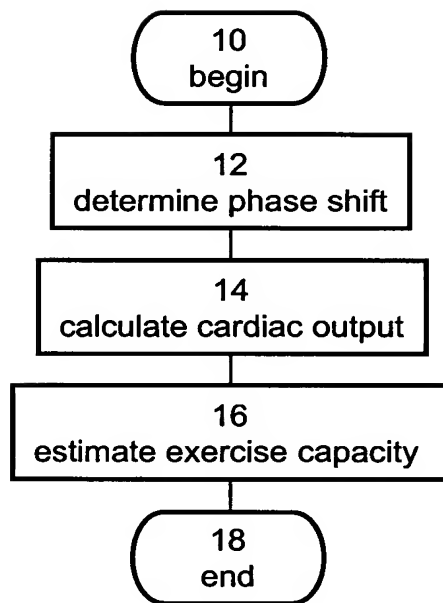 10
begin
12
determine phase shift
14
calculate cardiac output
16
estimate exercise capacity
18
end